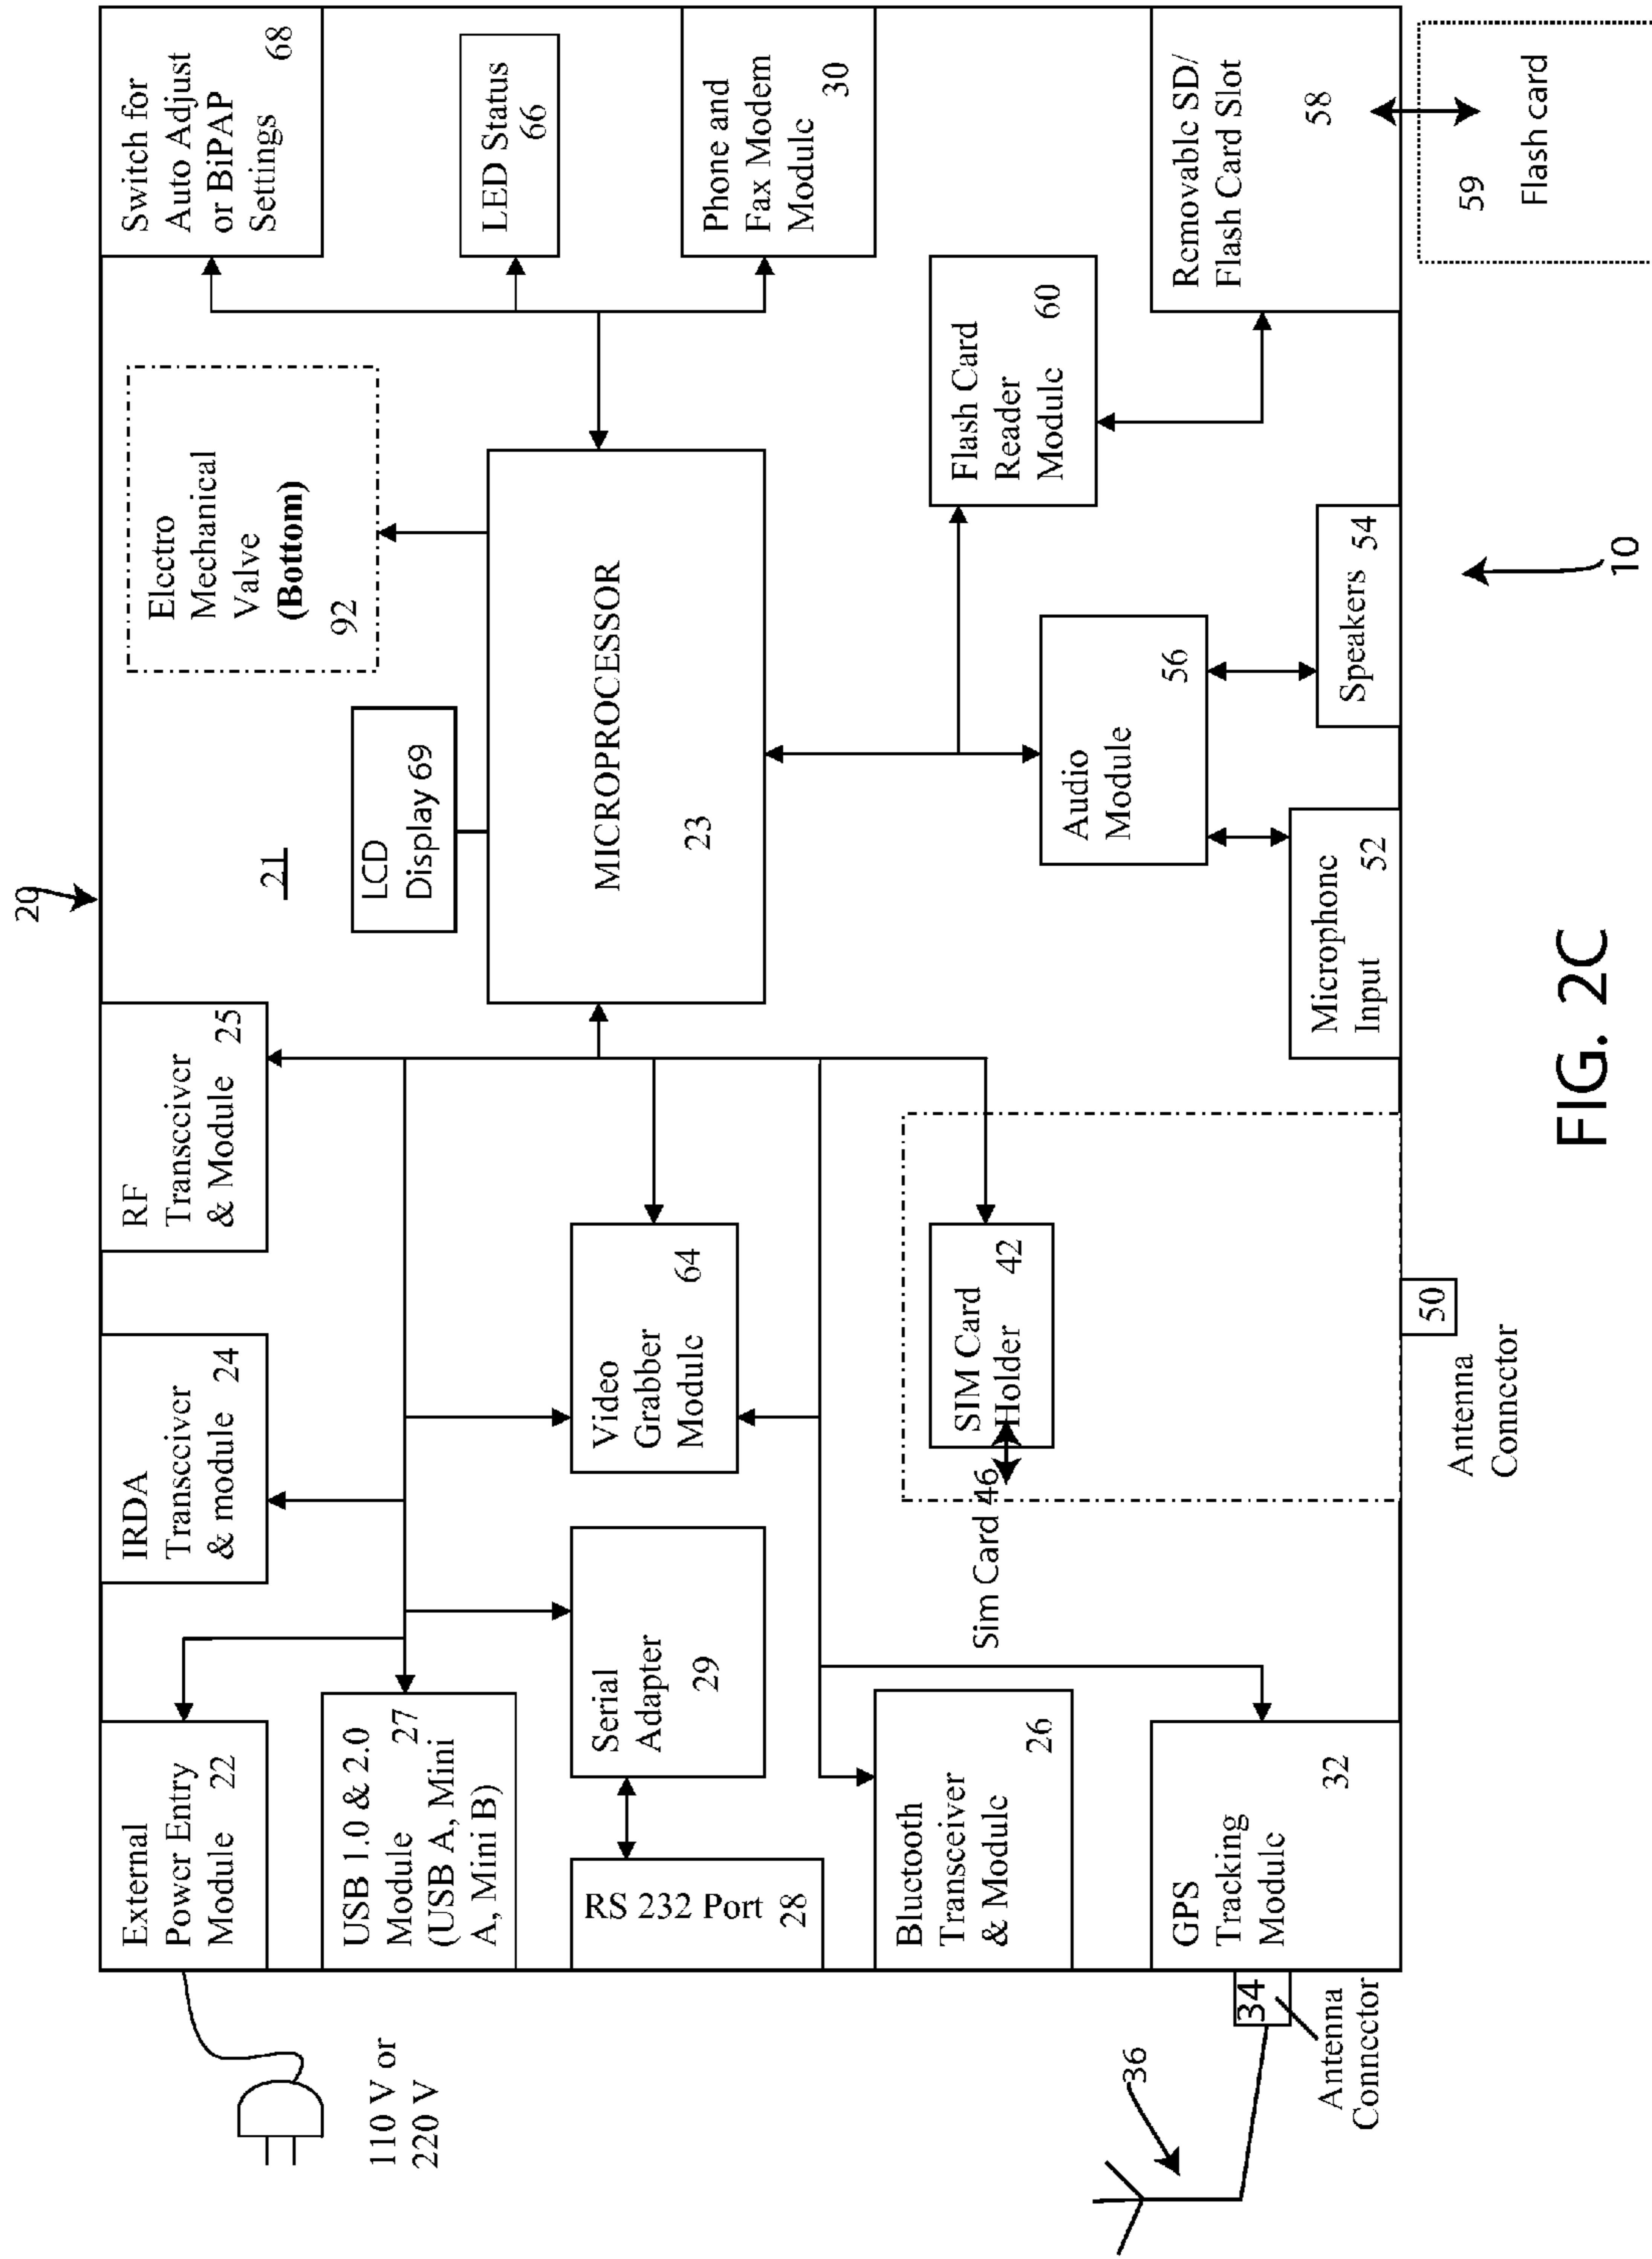 20
External
Power Entry
Module 22
IRDA
Transceiver
& module 24
RF
Transceiver
& Module 25
21
Electro
Mechanical
Valve
(Bottom)
92
Switch for
Auto Adjust
or BiPAP
Settings
68
110 V or
220 V
USB 1.0 & 2.0
Module 27
(USB A, Mini
A, Mini B)
LCD
Display 69
LED Status
66
RS 232 Port 28
Serial
Adapter
29
Video
Grabber
Module 64
MICROPROCESSOR
23
Phone and
Fax Modem
Module
30
Bluetooth
Transceiver
& Module
26
Sim Card 46
SIM Card
Holder 42
Audio
Module
56
Flash Card
Reader
Module
60
36
34
Antenna
Connector
GPS
Tracking
Module
32
Microphone
Input 52
Speakers 54
Removable SD/
Flash Card Slot
58
50
Antenna
Connector
10
59
Flash card
FIG. 2C